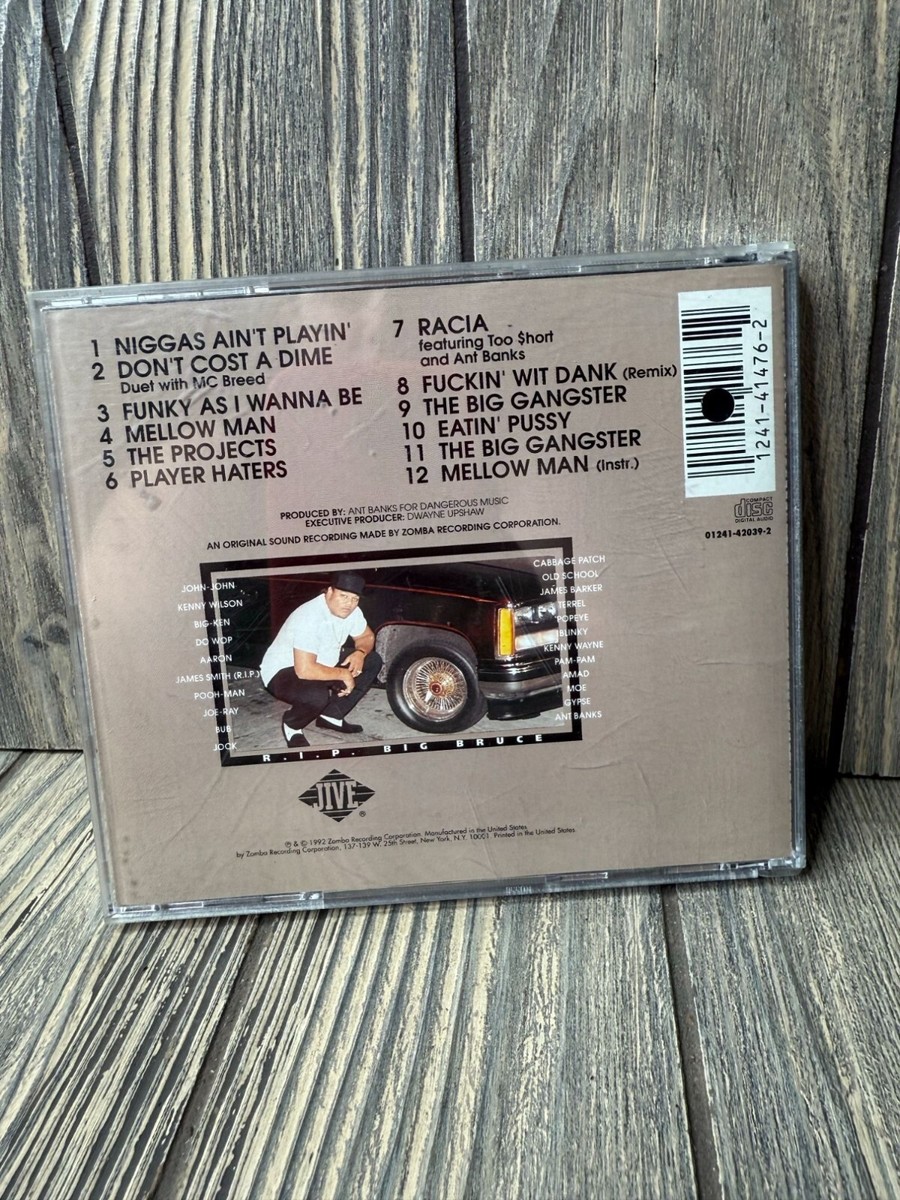 1 NIGGAS AIN'T PLAYIN'
2 DON'T COST A DIME
Duet with MC Breed
3 FUNKY AS I WANNA BE
4 MELLOW MAN
5 THE PROJECTS
6 PLAYER HATERS
7 RACIA
featuring Too $hort
and Ant Banks
8 FUCKIN' WIT DANK (Remix)
9 THE BIG GANGSTER
10 EATIN' PUSSY
11 THE BIG GANGSTER
12 MELLOW MAN (Instr.)
1241-41476-2
COMPACT
disc
DIGITAL AUDIO
01241-42039-2
PRODUCED BY: ANT BANKS FOR DANGEROUS MUSIC
EXECUTIVE PRODUCER: DWAYNE UPSHAW
AN ORIGINAL SOUND RECORDING MADE BY ZOMBA RECORDING CORPORATION.
JOHN-JOHN
KENNY WILSON
BIG-KEN
DO WOP
AARON
JAMES SMITH (R.I.P.)
POOH-MAN
JOE-RAY
BUB
JOCK
CABBAGE PATCH
OLD SCHOOL
JAMES BARKER
TERREL
POPEYE
BLINKY
KENNY WAYNE
PAM-PAM
AMAD
MOE
GYPSE
ANT BANKS
R.I.P. BIG BRUCE
JIVE®
℗ & © 1992 Zomba Recording Corporation. Manufactured in the United States
by Zomba Recording Corporation, 137-139 W. 25th Street, New York, N.Y. 10001. Printed in the United States